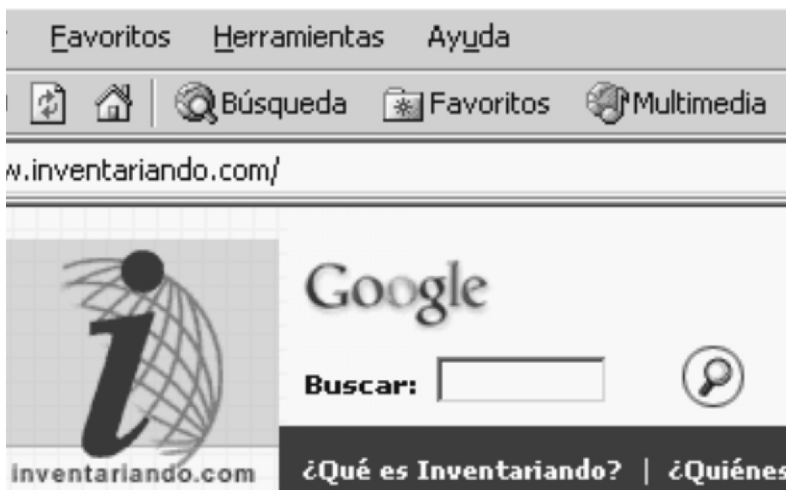 Favoritos Herramientas Ayuda
Búsqueda Favoritos Multimedia
w.inventariando.com/
Google
Buscar:
inventariando.com
¿Qué es Inventariando? | ¿Quiénes